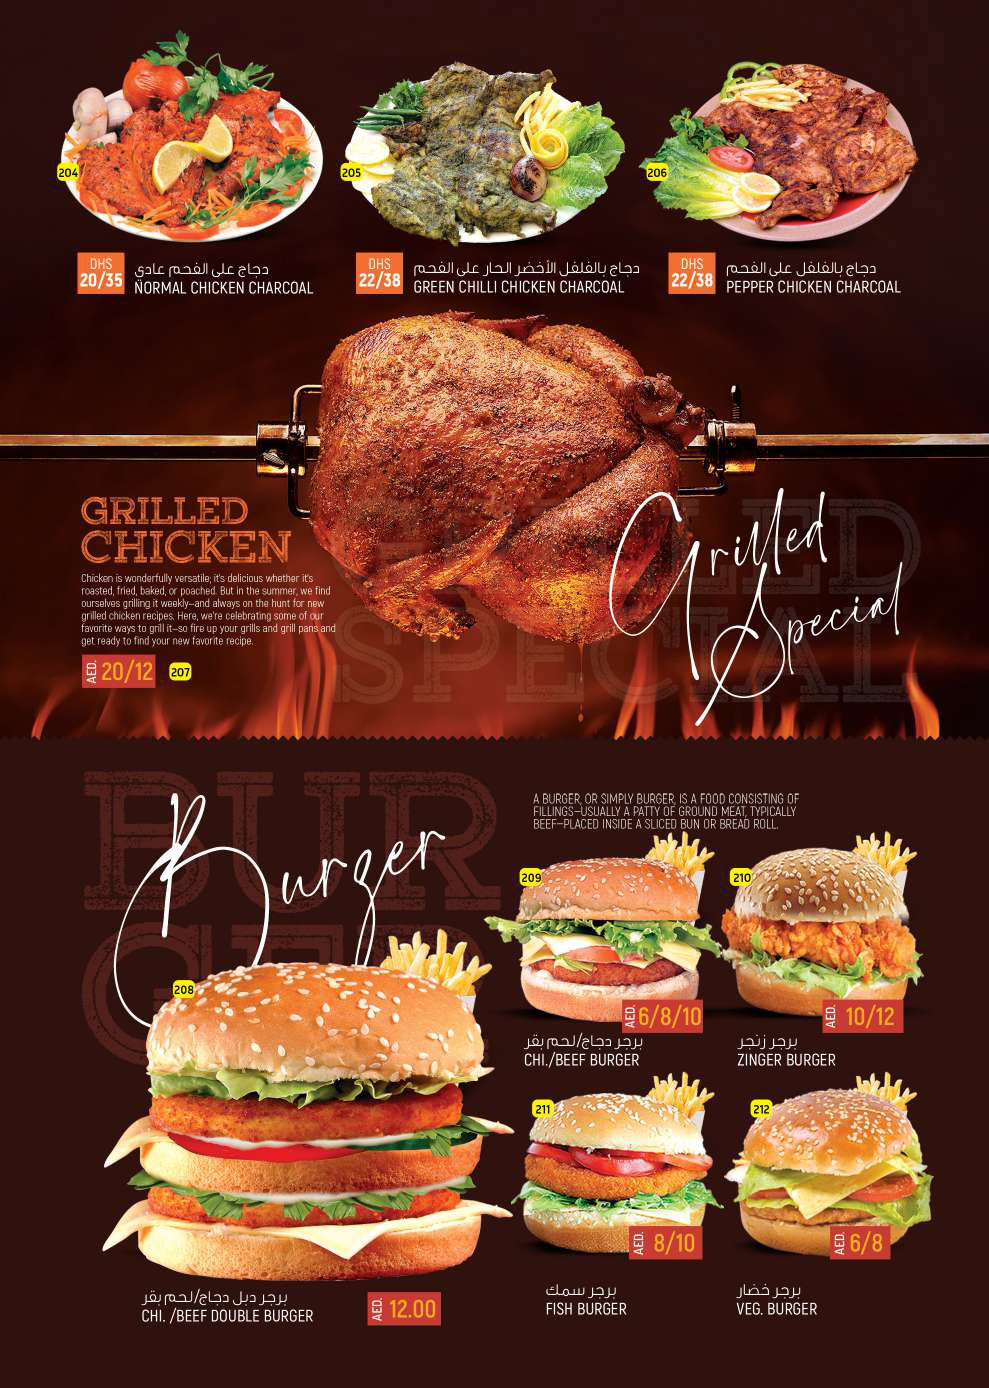 204
205
206
DHS
20/35
دجاج على الفحم عادي
NORMAL CHICKEN CHARCOAL
DHS
22/38
دجاج بالفلفل الأخضر الحار على الفحم
GREEN CHILLI CHICKEN CHARCOAL
DHS
22/38
دجاج بالفلفل على الفحم
PEPPER CHICKEN CHARCOAL
GRILLED
CHICKEN
Chicken is wonderfully versatile; it's delicious whether it's
roasted, fried, baked, or poached. But in the summer, we find
ourselves grilling it weekly—and always on the hunt for new
grilled chicken recipes. Here, we're celebrating some of our
favorite ways to grill it—so fire up your grills and grill pans and
get ready to find your new favorite recipe.
AED. 20/12
207
GRILLED
SPECIAL
Grilled
Special
BUR
GER
Burger
A BURGER, OR SIMPLY BURGER, IS A FOOD CONSISTING OF
FILLINGS—USUALLY A PATTY OF GROUND MEAT, TYPICALLY
BEEF—PLACED INSIDE A SLICED BUN OR BREAD ROLL.
208
برجر دبل دجاج/لحم بقر
CHI. /BEEF DOUBLE BURGER
AED. 12.00
209
AED. 6/8/10
برجر دجاج/لحم بقر
CHI./BEEF BURGER
210
AED. 10/12
برجر زنجر
ZINGER BURGER
211
AED. 8/10
برجر سمك
FISH BURGER
212
AED. 6/8
برجر خضار
VEG. BURGER